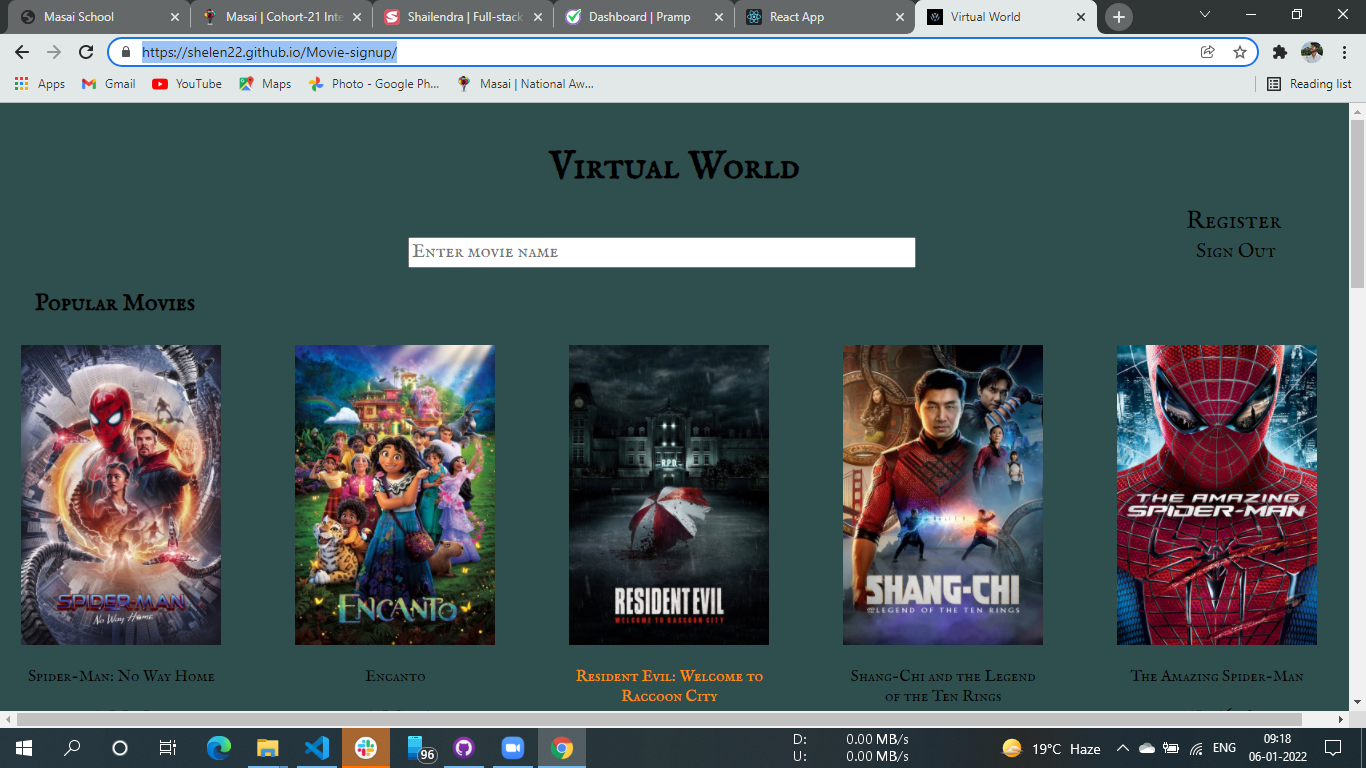 Masai School
Masai | Cohort-21 Inte
Shailendra | Full-stack
Dashboard | Pramp
React App
Virtual World
https://shelen22.github.io/Movie-signup/
Apps
Gmail
YouTube
Maps
Photo - Google Ph...
Masai | National Aw...
Reading list
Virtual World
Register
Enter movie name
Sign Out
Popular Movies
SPIDER-MAN
No Way Home
ENCANTO
RPD
RESIDENT EVIL
WELCOME TO RACCOON CITY
SHANG-CHI
AND THE LEGEND OF THE TEN RINGS
THE AMAZING
SPIDER-MAN
Spider-Man: No Way Home
Encanto
Resident Evil: Welcome to
Raccoon City
Shang-Chi and the Legend
of the Ten Rings
The Amazing Spider-Man
96
D: 0.00 MB/s
U: 0.00 MB/s
19°C Haze
ENG
09:18
06-01-2022